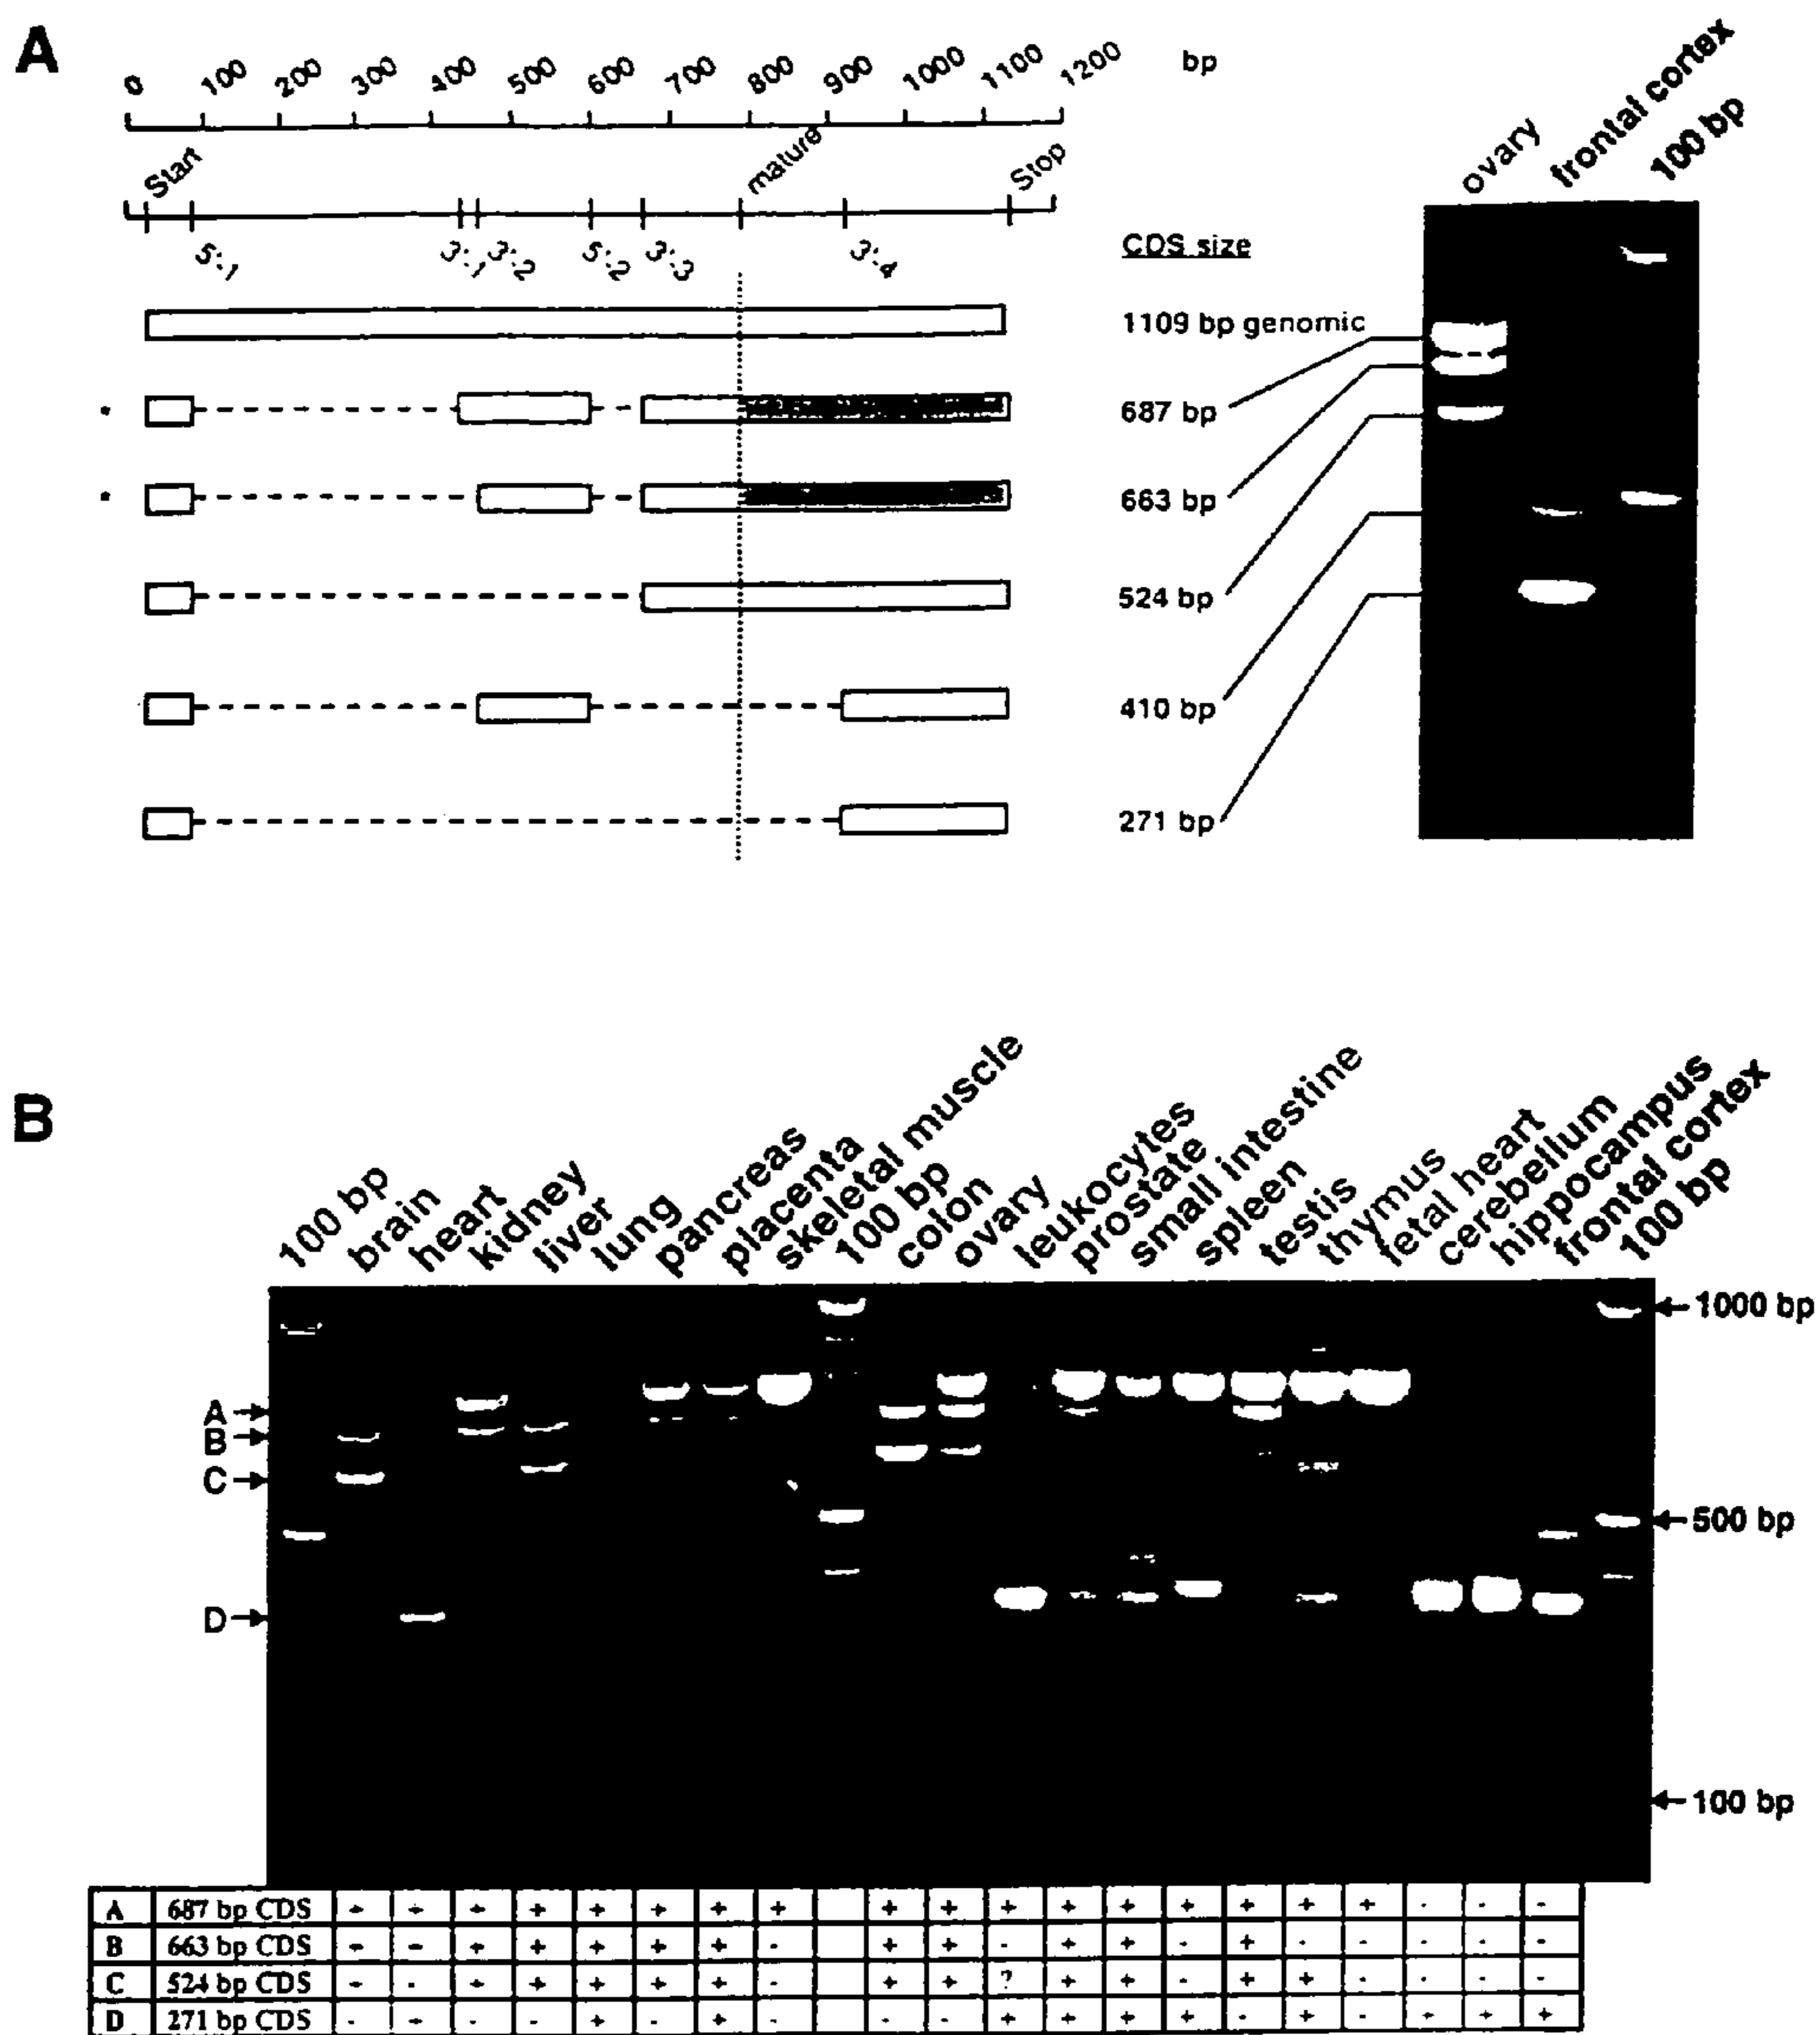 A
0 100 200 300 400 500 600 700 800 900 1000 1100 1200 bp
Start mature Stop
5:1 3:1 3:2 5:2 3:3 3:4
CDS size
1109 bp genomic
687 bp
663 bp
524 bp
410 bp
271 bp
ovary
frontal cortex
100 bp
B
100 bp
brain
heart
kidney
liver
lung
pancreas
placenta
skeletal muscle
100 bp
colon
ovary
leukocytes
prostate
small intestine
spleen
testis
thymus
fetal heart
cerebellum
hippocampus
frontal cortex
100 bp
1000 bp
A
B
C
500 bp
D
100 bp
A 687 bp CDS + + + + + + + + + + + + + + + + + - - -
B 663 bp CDS + + + + + + - + + - + + - + - - - - -
C 524 bp CDS - + + + + + - + + ? + + - + + - - - -
D 271 bp CDS - + - - + - + - - - + + + + - + - + + +